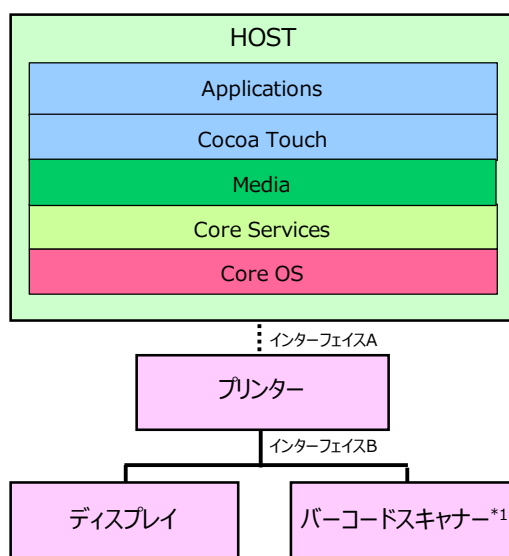 HOST
Applications
Cocoa Touch
Media
Core Services
Core OS
インターフェイスA
プリンター
インターフェイスB
ディスプレイ
バーコードスキャナー*1